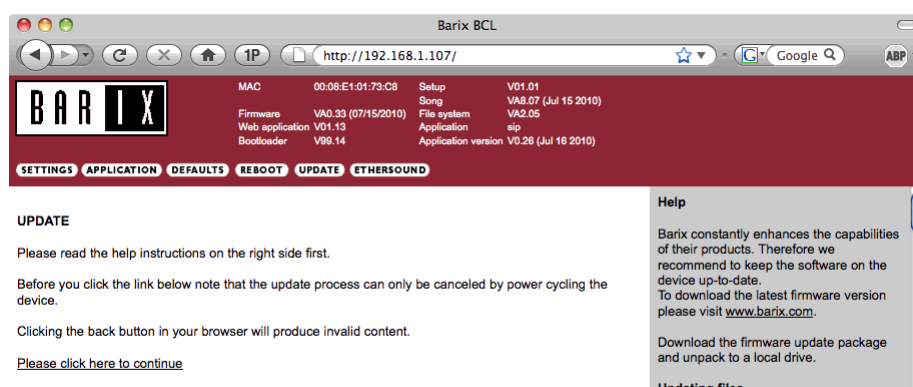 Barix BCL
1P http://192.168.1.107/ G Google ABP
BARIX
MAC 00:08:E1:01:73:C8 Setup V01.01
Song VA8.07 (Jul 15 2010)
Firmware VA0.33 (07/15/2010) File system VA2.05
Web application V01.13 Application sip
Bootloader V99.14 Application version V0.26 (Jul 16 2010)
SETTINGS APPLICATION DEFAULTS REBOOT UPDATE ETHERSOUND
UPDATE
Please read the help instructions on the right side first.
Before you click the link below note that the update process can only be canceled by power cycling the
device.
Clicking the back button in your browser will produce invalid content.
Please click here to continue
Help
Barix constantly enhances the capabilities
of their products. Therefore we
recommend to keep the software on the
device up-to-date.
To download the latest firmware version
please visit www.barix.com.
Download the firmware update package
and unpack to a local drive.
Updating files